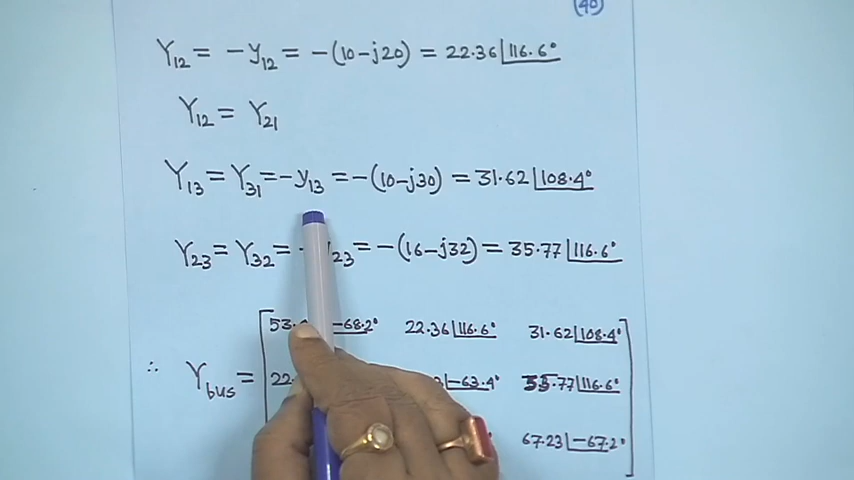 (40)
Y12 = −y12 = −(10−j20) = 22.36∠116.6°
Y12 = Y21
Y13 = Y31 = −y13 = −(10−j30) = 31.62∠108.4°
Y23 = Y32 = − 23 = −(16−j32) = 35.77∠116.6°
53. −68.2° 22.36∠116.6° 31.62∠108.4°
∴ Ybus = 22. ∠−63.4° .77∠116.6°
67.23∠−67.2°